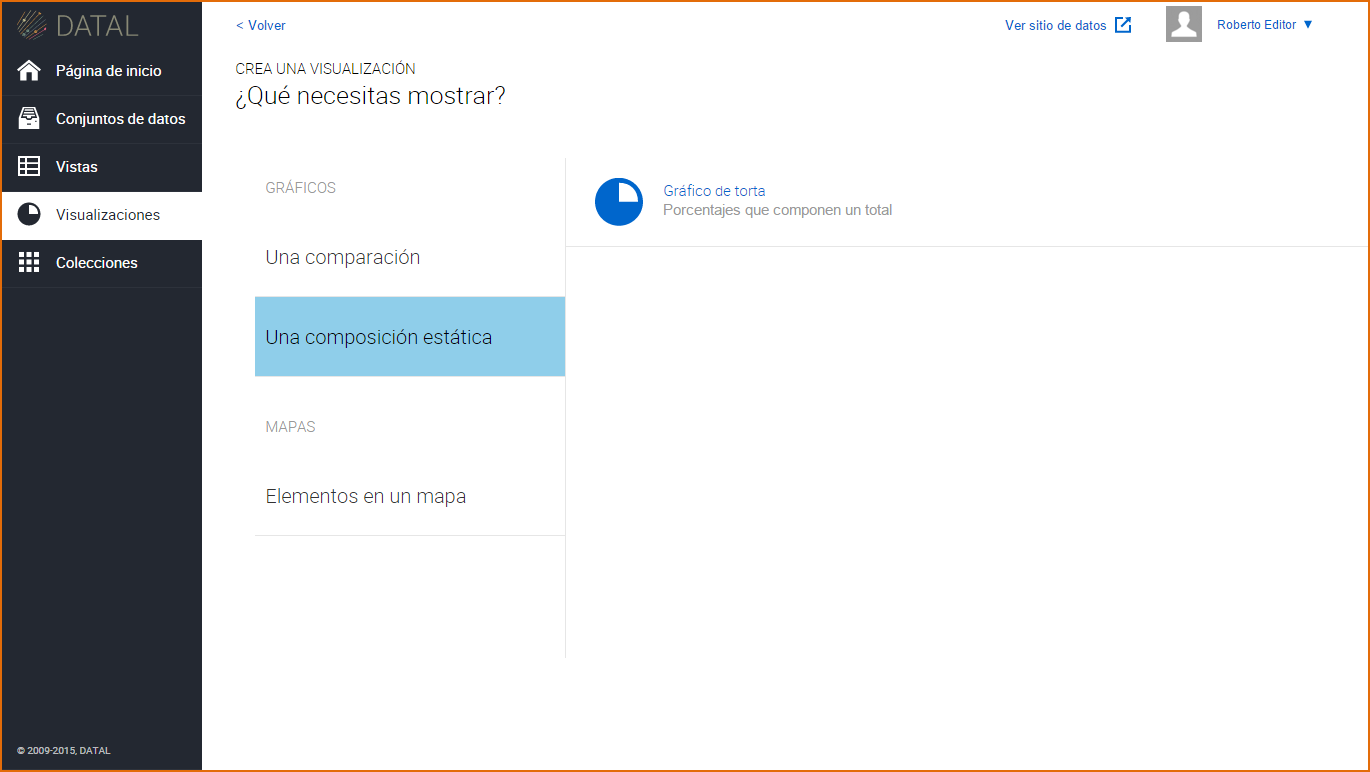 DATAL
Página de inicio
Conjuntos de datos
Vistas
Visualizaciones
Colecciones
© 2009-2015, DATAL
< Volver
Ver sitio de datos
Roberto Editor ▼
CREA UNA VISUALIZACIÓN
¿Qué necesitas mostrar?
GRÁFICOS
Una comparación
Una composición estática
MAPAS
Elementos en un mapa
Gráfico de torta
Porcentajes que componen un total